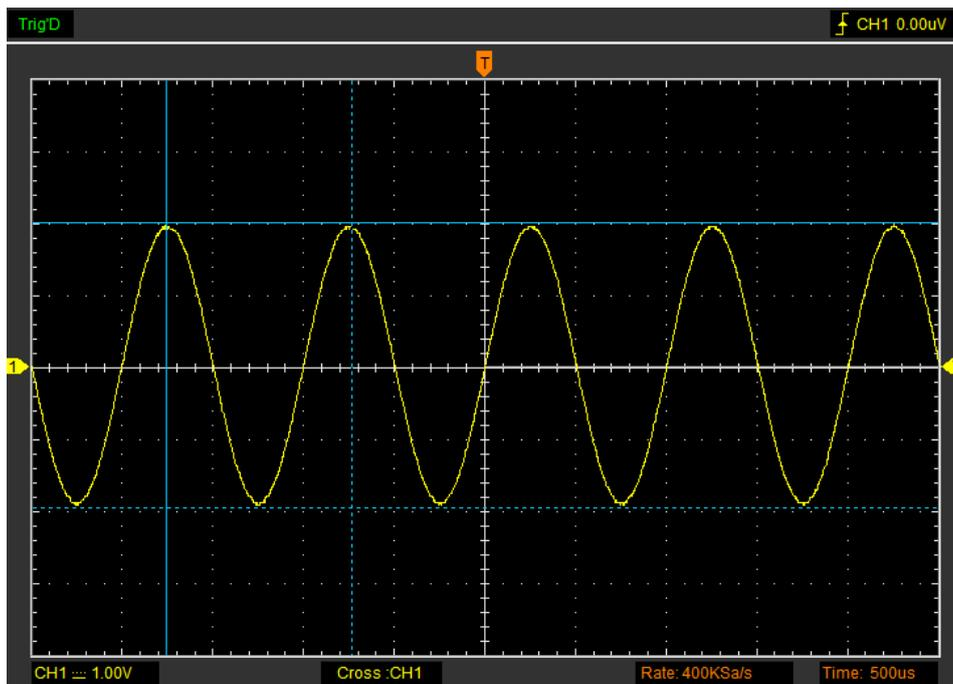 Trig'D
CH1 0.00uV
T
1
CH1 1.00V
Cross :CH1
Rate: 400KSa/s
Time: 500us